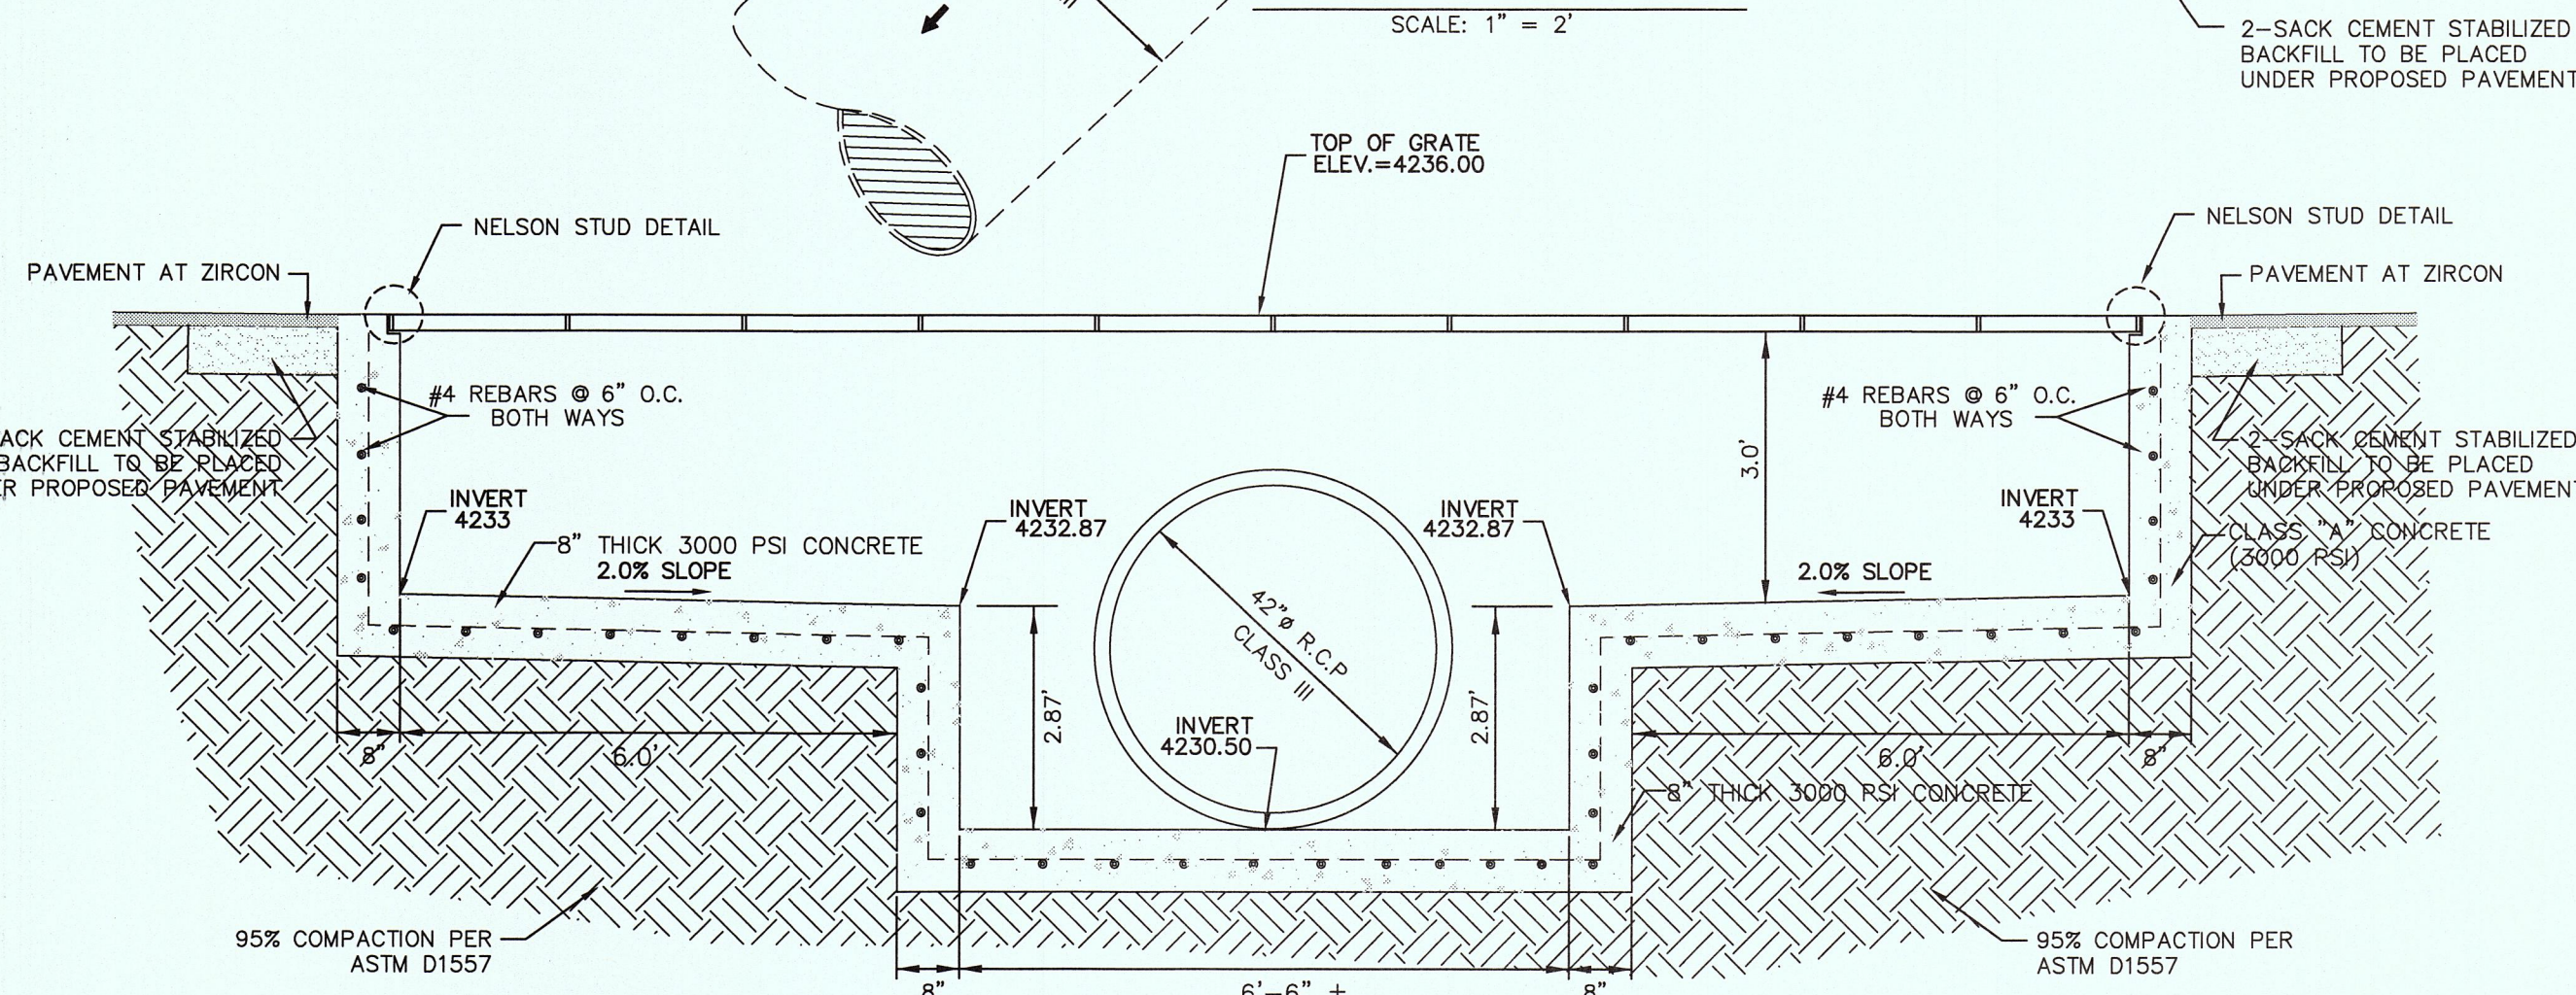 SCALE: 1" = 2'
2-SACK CEMENT STABILIZED
BACKFILL TO BE PLACED
UNDER PROPOSED PAVEMENT
TOP OF GRATE
ELEV.=4236.00
NELSON STUD DETAIL
NELSON STUD DETAIL
PAVEMENT AT ZIRCON
PAVEMENT AT ZIRCON
#4 REBARS @ 6" O.C.
BOTH WAYS
#4 REBARS @ 6" O.C.
BOTH WAYS
3.0'
CEMENT STABILIZED
BACKFILL TO BE PLACED
PROPOSED PAVEMENT
2-SACK CEMENT STABILIZED
BACKFILL TO BE PLACED
UNDER PROPOSED PAVEMENT
INVERT
4233
INVERT
4232.87
INVERT
4232.87
INVERT
4233
8" THICK 3000 PSI CONCRETE
2.0% SLOPE
2.0% SLOPE
CLASS "A" CONCRETE
(3000 PSI)
42"ø R.C.P
CLASS III
2.87'
2.87'
INVERT
4230.50
8"
6.0'
6.0'
8"
8" THICK 3000 PSI CONCRETE
95% COMPACTION PER
ASTM D1557
95% COMPACTION PER
ASTM D1557
8"
6'-6" ±
8"